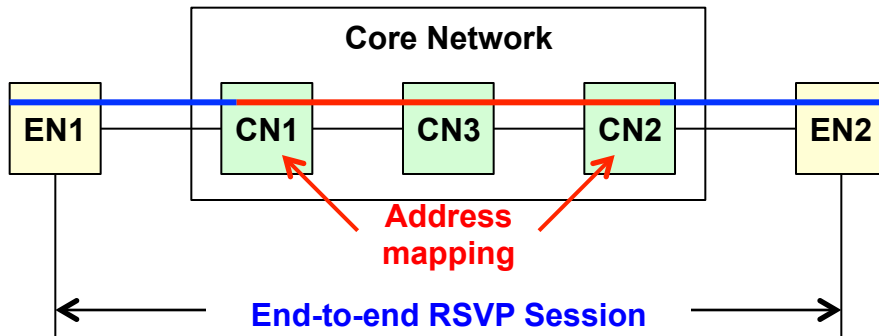 Core Network
EN1 CN1 CN3 CN2 EN2
Address
mapping
End-to-end RSVP Session